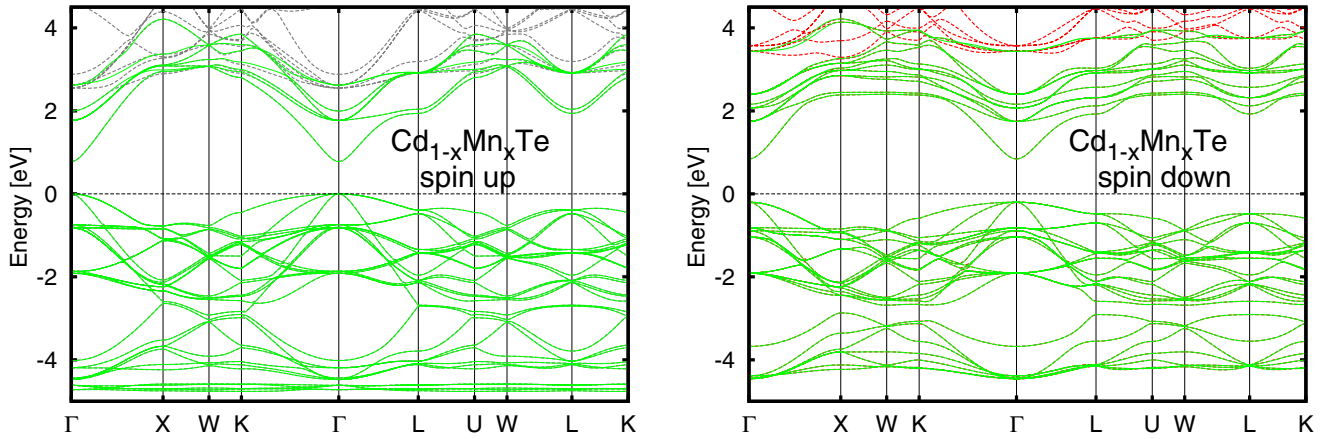 Energy [eV]
4
2
0
-2
-4
Cd1-xMnxTe
spin up
Γ X W K Γ L U W L K
Energy [eV]
4
2
0
-2
-4
Cd1-xMnxTe
spin down
Γ X W K Γ L U W L K